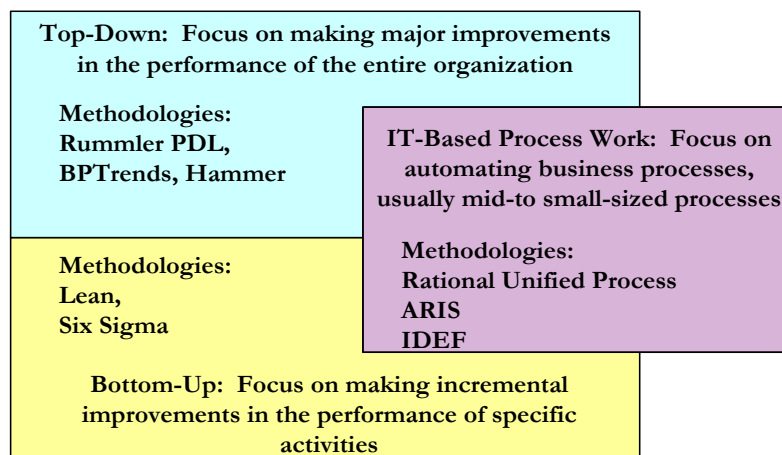 Top-Down:  Focus on making major improvements
in the performance of the entire organization
Methodologies:
Rummler PDL,
BPTrends, Hammer
IT-Based Process Work:  Focus on
automating business processes,
usually mid-to small-sized processes
Methodologies:
Rational Unified Process
ARIS
IDEF
Methodologies:
Lean,
Six Sigma
Bottom-Up:  Focus on making incremental
improvements in the performance of specific
activities